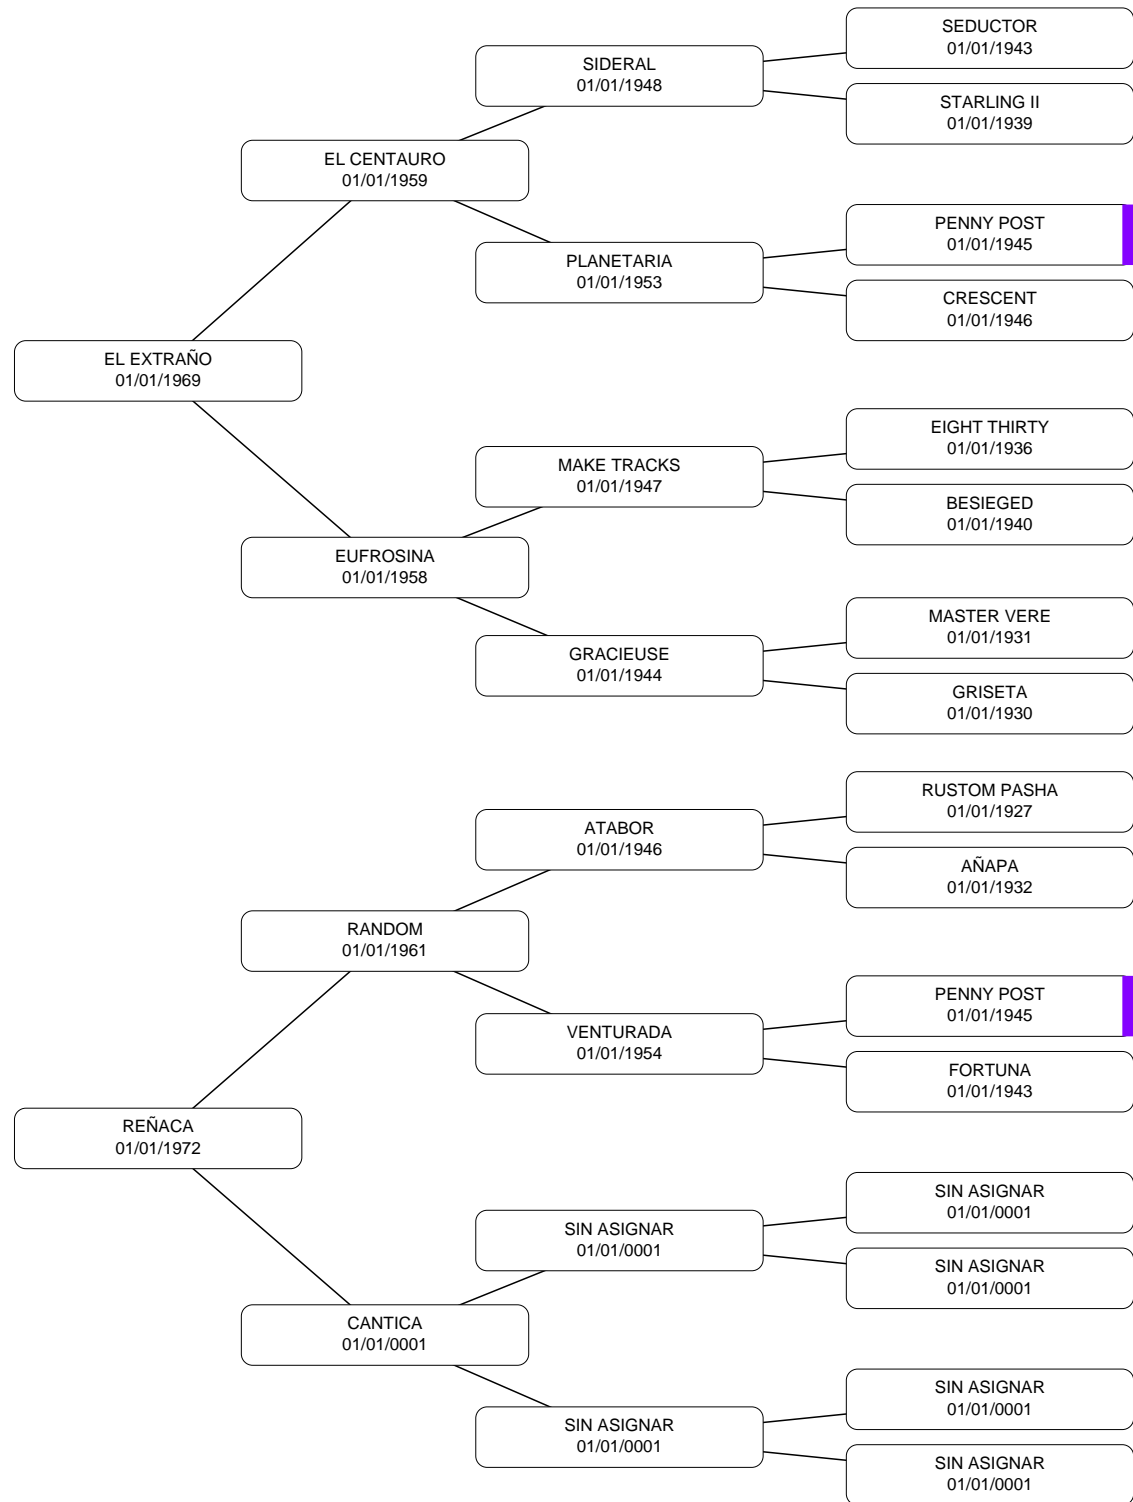 SEDUCTOR
01/01/1943
SIDERAL
01/01/1948
STARLING II
01/01/1939
EL CENTAURO
01/01/1959
PENNY POST
01/01/1945
PLANETARIA
01/01/1953
CRESCENT
01/01/1946
EL EXTRAÑO
01/01/1969
EIGHT THIRTY
01/01/1936
MAKE TRACKS
01/01/1947
BESIEGED
01/01/1940
EUFROSINA
01/01/1958
MASTER VERE
01/01/1931
GRACIEUSE
01/01/1944
GRISETA
01/01/1930
RUSTOM PASHA
01/01/1927
ATABOR
01/01/1946
AÑAPA
01/01/1932
RANDOM
01/01/1961
PENNY POST
01/01/1945
VENTURADA
01/01/1954
FORTUNA
01/01/1943
REÑACA
01/01/1972
SIN ASIGNAR
01/01/0001
SIN ASIGNAR
01/01/0001
SIN ASIGNAR
01/01/0001
CANTICA
01/01/0001
SIN ASIGNAR
01/01/0001
SIN ASIGNAR
01/01/0001
SIN ASIGNAR
01/01/0001